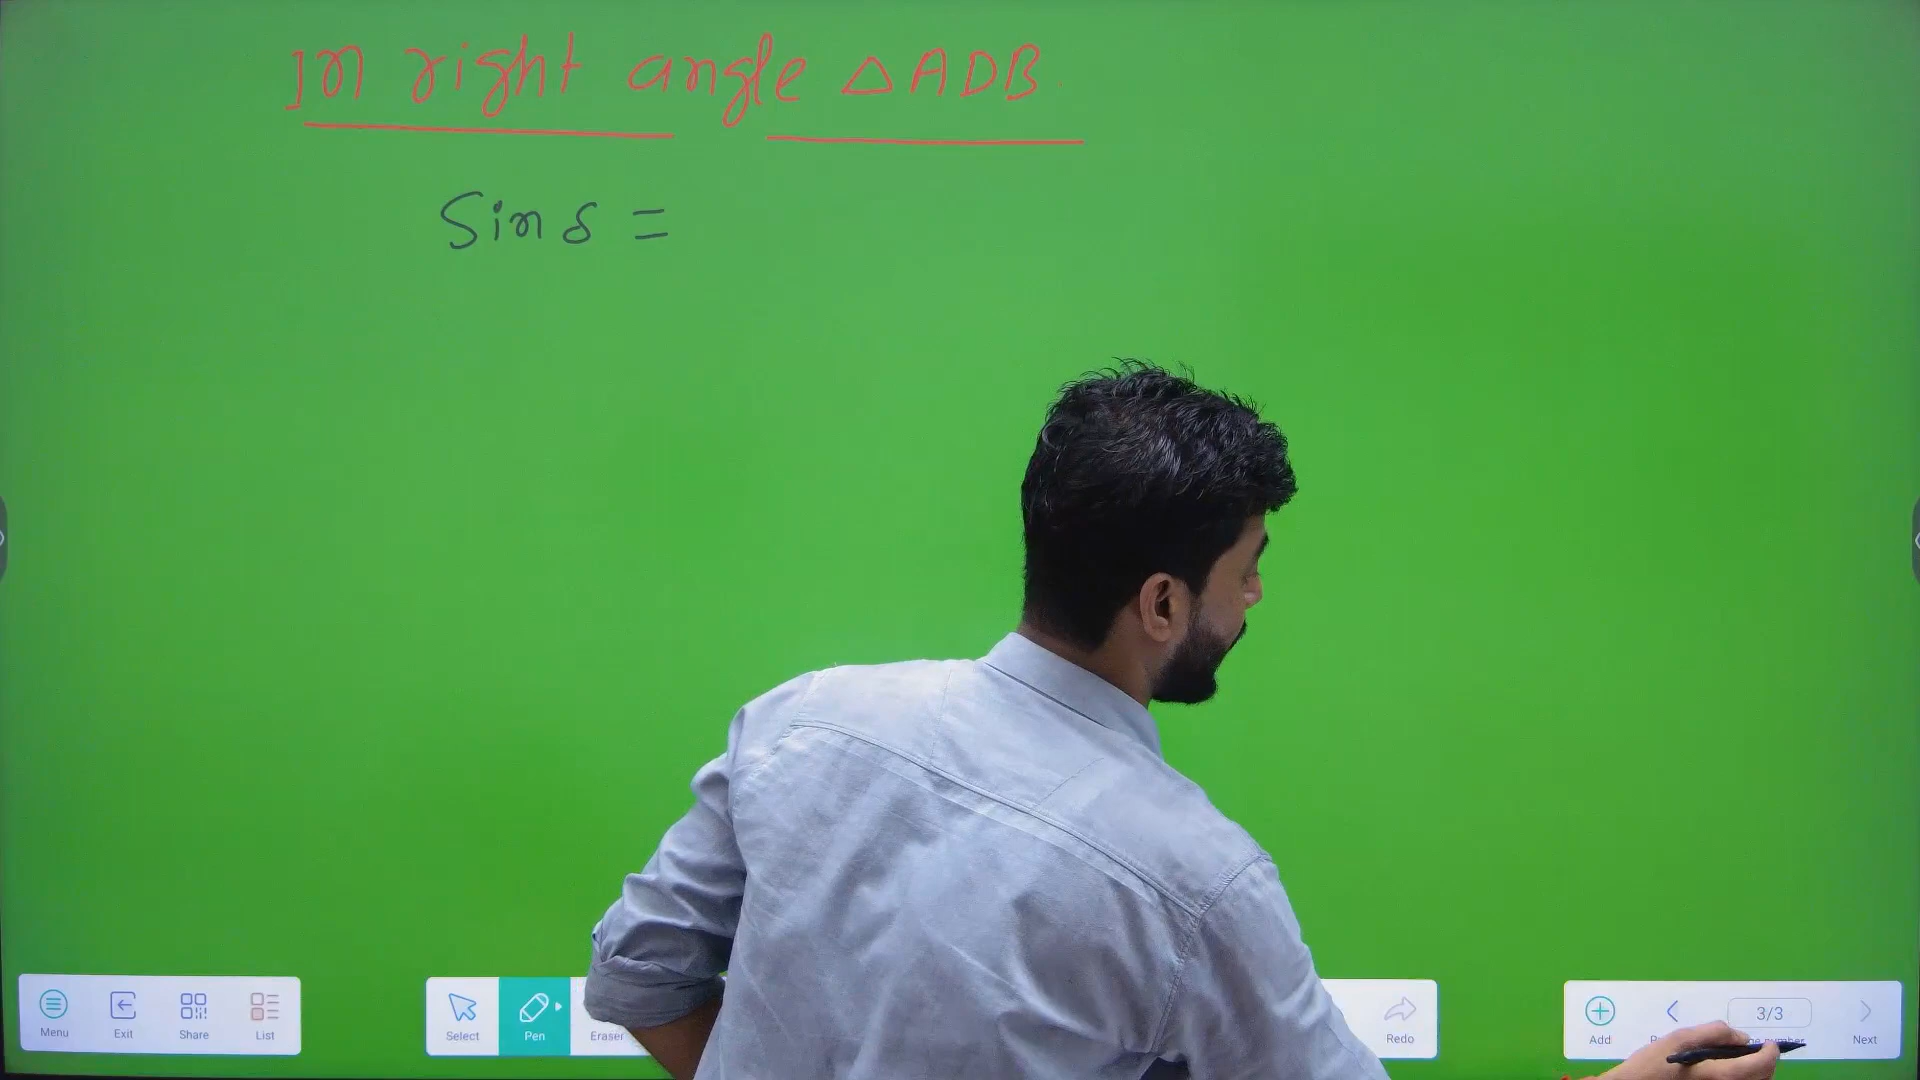 In right angle △ADB.
Sin δ =
Menu Exit Share List Select Pen Eraser Redo Add 3/3 Next